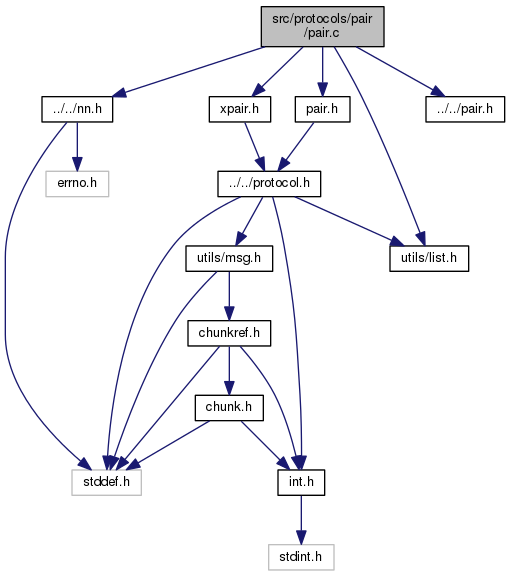 src/protocols/pair
/pair.c
../../nn.h
xpair.h
pair.h
../../pair.h
errno.h
../../protocol.h
utils/msg.h
utils/list.h
chunkref.h
chunk.h
stddef.h
int.h
stdint.h